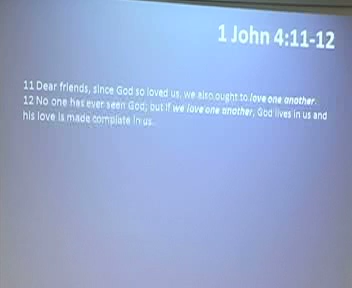 1 John 4:11-12
11 Dear friends, since God so loved us, we also ought to love one another.
12 No one has ever seen God; but if we love one another, God lives in us and
his love is made complete in us.